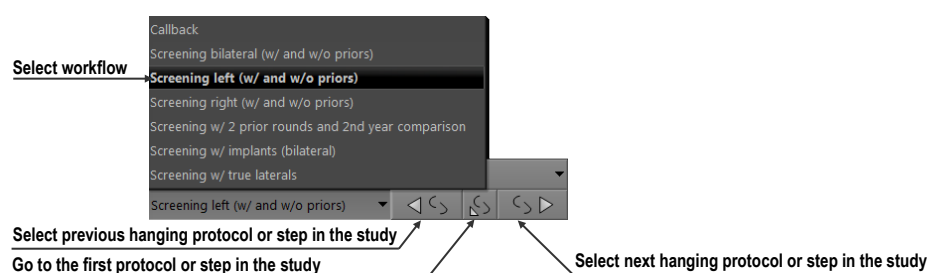 Callback
Screening bilateral (w/ and w/o priors)
Select workflow
Screening left (w/ and w/o priors)
Screening right (w/ and w/o priors)
Screening w/ 2 prior rounds and 2nd year comparison
Screening w/ implants (bilateral)
Screening w/ true laterals
Screening left (w/ and w/o priors)
Select previous hanging protocol or step in the study
Go to the first protocol or step in the study
Select next hanging protocol or step in the study